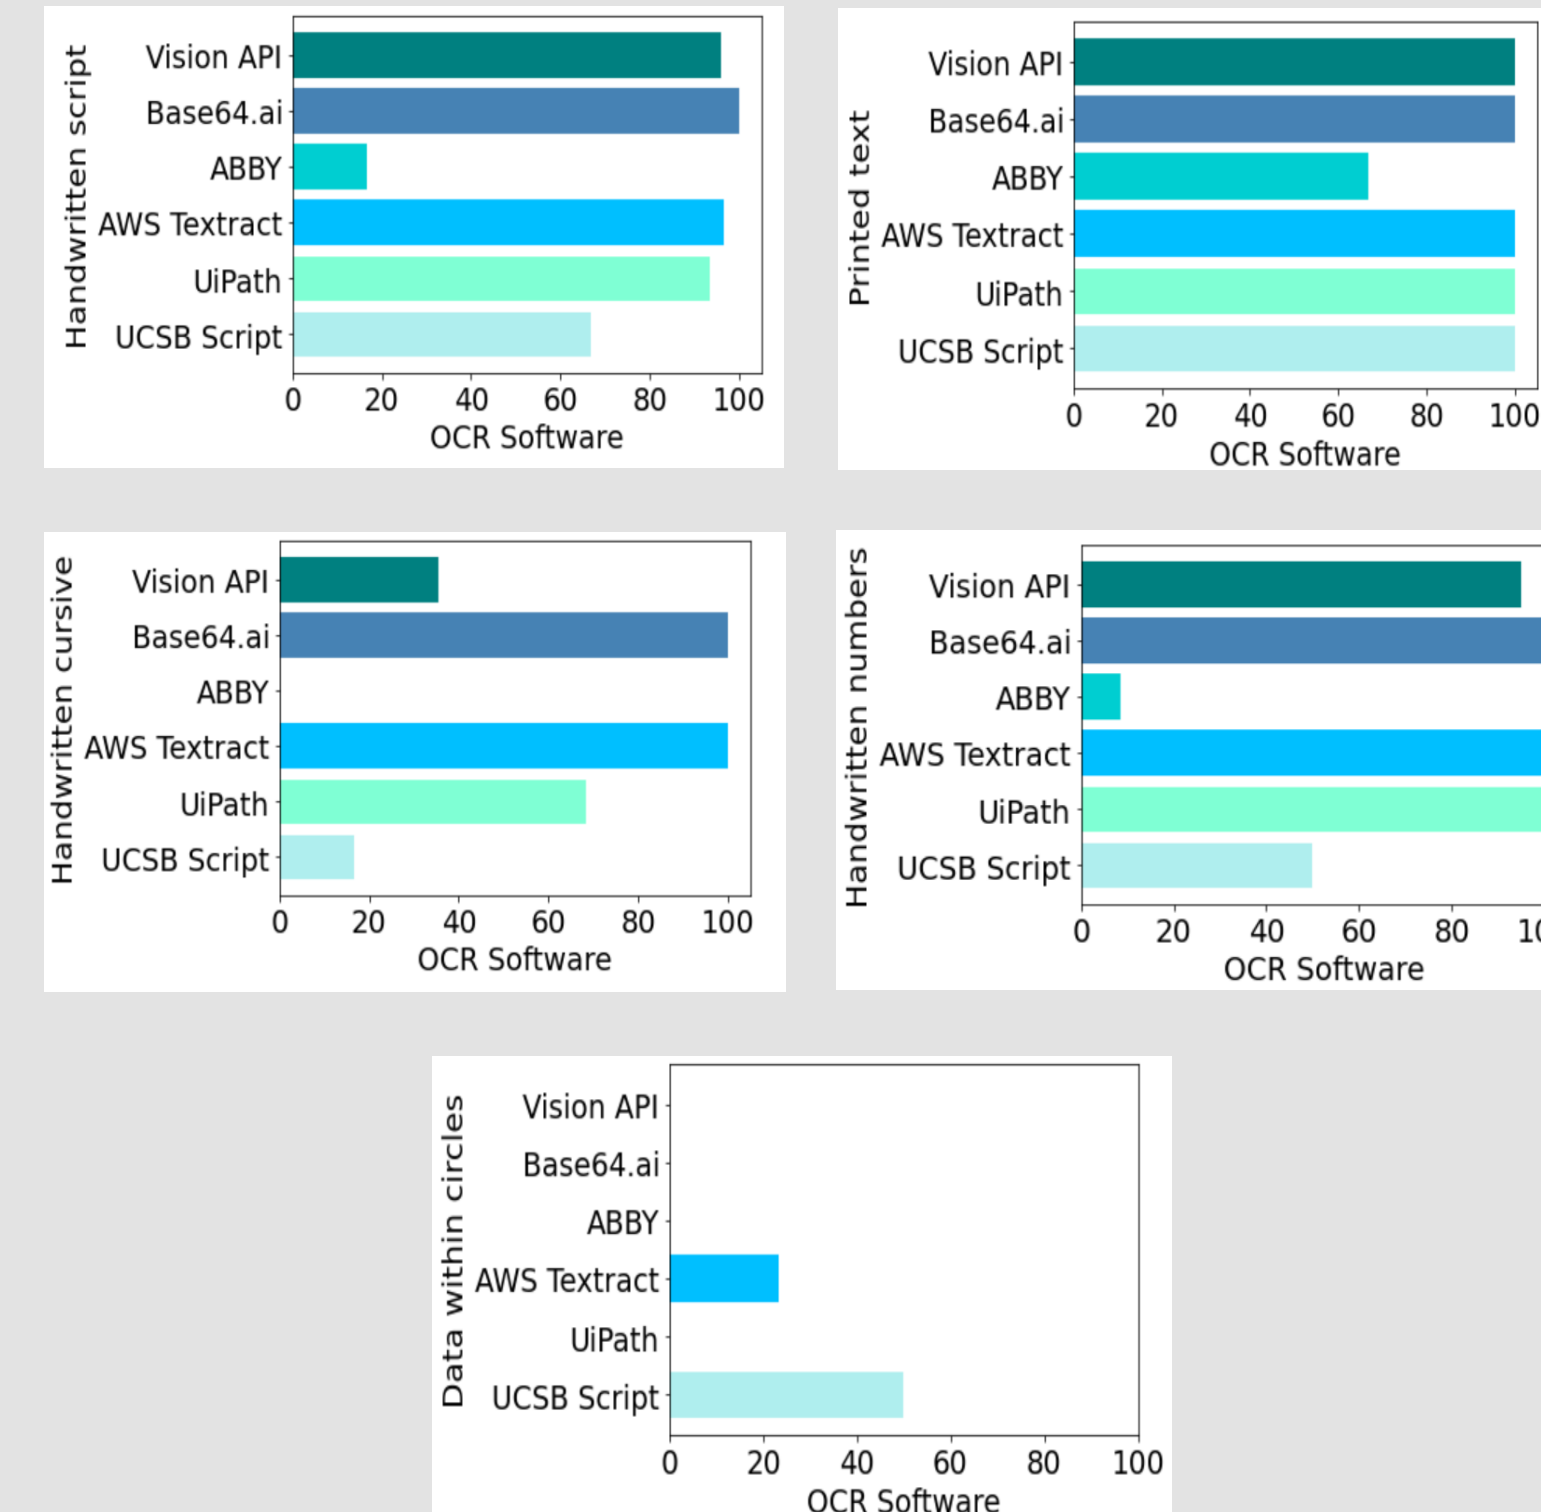 Handwritten script
Vision API
Base64.ai
ABBY
AWS Textract
UiPath
UCSB Script
0 20 40 60 80 100
OCR Software
Printed text
Vision API
Base64.ai
ABBY
AWS Textract
UiPath
UCSB Script
0 20 40 60 80 100
OCR Software
Handwritten cursive
Vision API
Base64.ai
ABBY
AWS Textract
UiPath
UCSB Script
0 20 40 60 80 100
OCR Software
Handwritten numbers
Vision API
Base64.ai
ABBY
AWS Textract
UiPath
UCSB Script
0 20 40 60 80
OCR Software
Data within circles
Vision API
Base64.ai
ABBY
AWS Textract
UiPath
UCSB Script
0 20 40 60 80 100
OCR Software